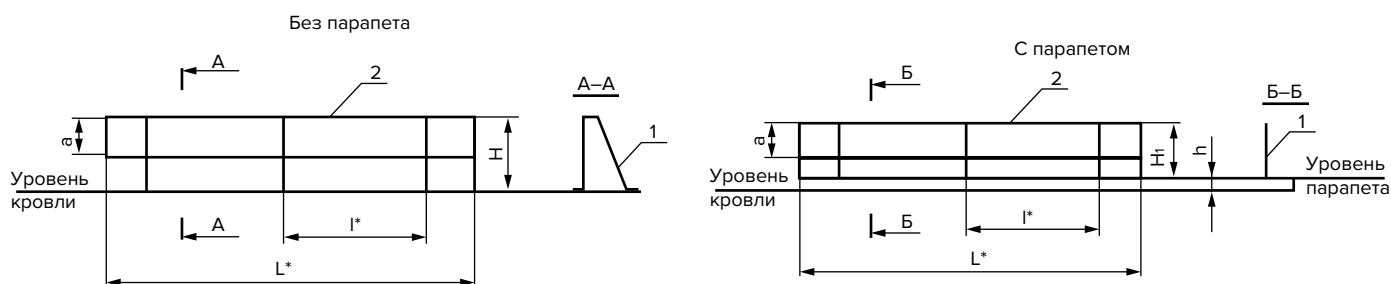 Без парапета
А
2
А–А
1
a
H
Уровень
кровли
А
l*
L*
С парапетом
Б
2
Б–Б
1
a
H₁
h
Уровень
кровли
Уровень
парапета
Б
l*
L*